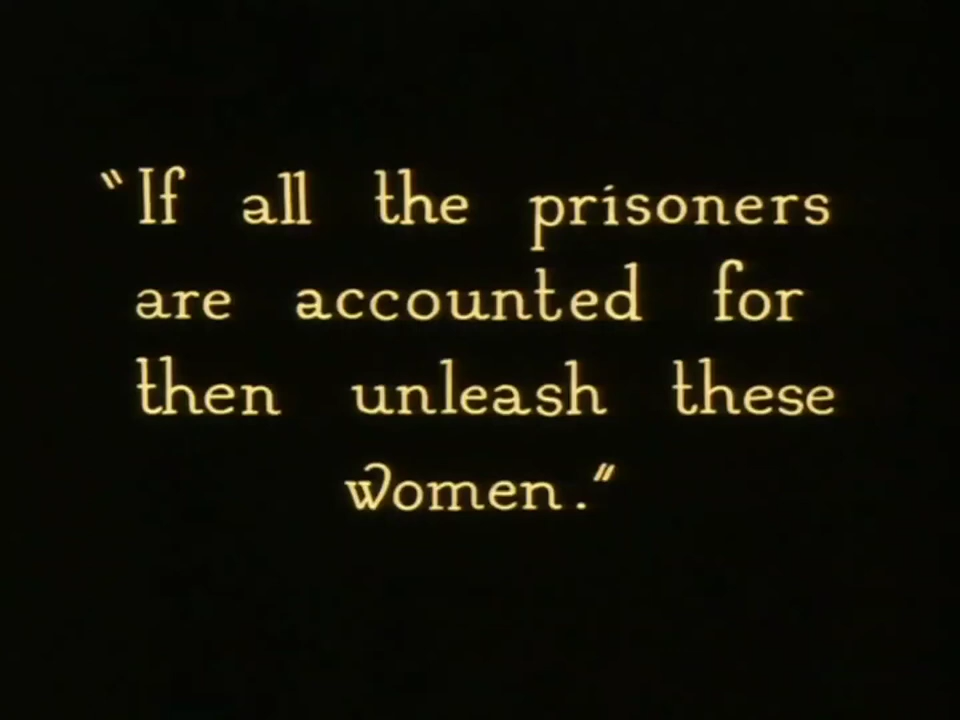 "If all the prisoners
are accounted for
then unleash these
women."